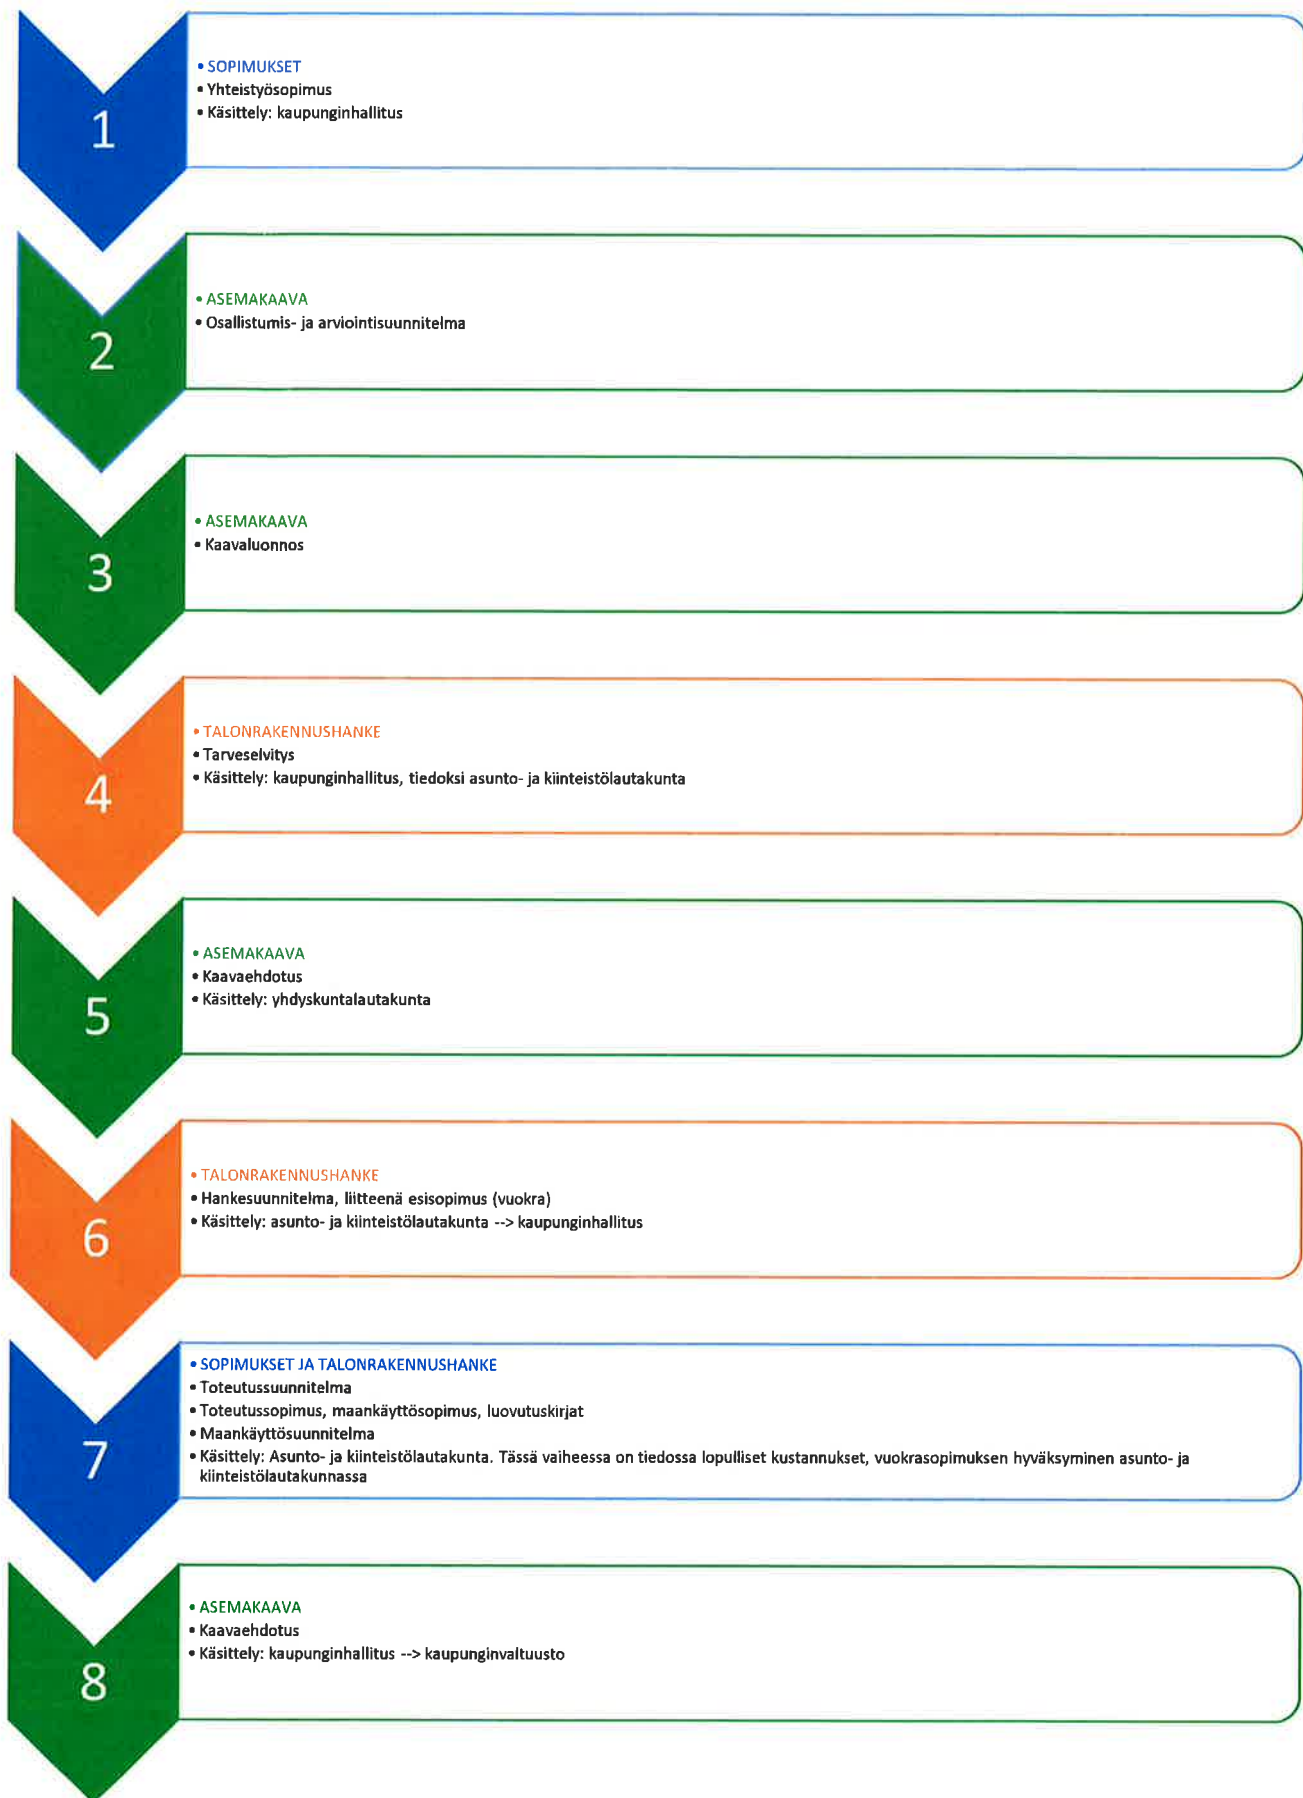 1
• SOPIMUKSET
• Yhteistyösopimus
• Käsittely: kaupunginhallitus
2
• ASEMAKAAVA
• Osallistumis- ja arviointisuunnitelma
3
• ASEMAKAAVA
• Kaavaluonnos
4
• TALONRAKENNUSHANKE
• Tarveselvitys
• Käsittely: kaupunginhallitus, tiedoksi asunto- ja kiinteistölautakunta
5
• ASEMAKAAVA
• Kaavaehdotus
• Käsittely: yhdyskuntalautakunta
6
• TALONRAKENNUSHANKE
• Hankesuunnitelma, liitteenä esisopimus (vuokra)
• Käsittely: asunto- ja kiinteistölautakunta --> kaupunginhallitus
7
• SOPIMUKSET JA TALONRAKENNUSHANKE
• Toteutussuunnitelma
• Toteutussopimus, maankäyttösopimus, luovutuskirjat
• Maankäyttösuunnitelma
• Käsittely: Asunto- ja kiinteistölautakunta. Tässä vaiheessa on tiedossa lopulliset kustannukset, vuokrasopimuksen hyväksyminen asunto- ja
kiinteistölautakunnassa
8
• ASEMAKAAVA
• Kaavaehdotus
• Käsittely: kaupunginhallitus --> kaupunginvaltuusto